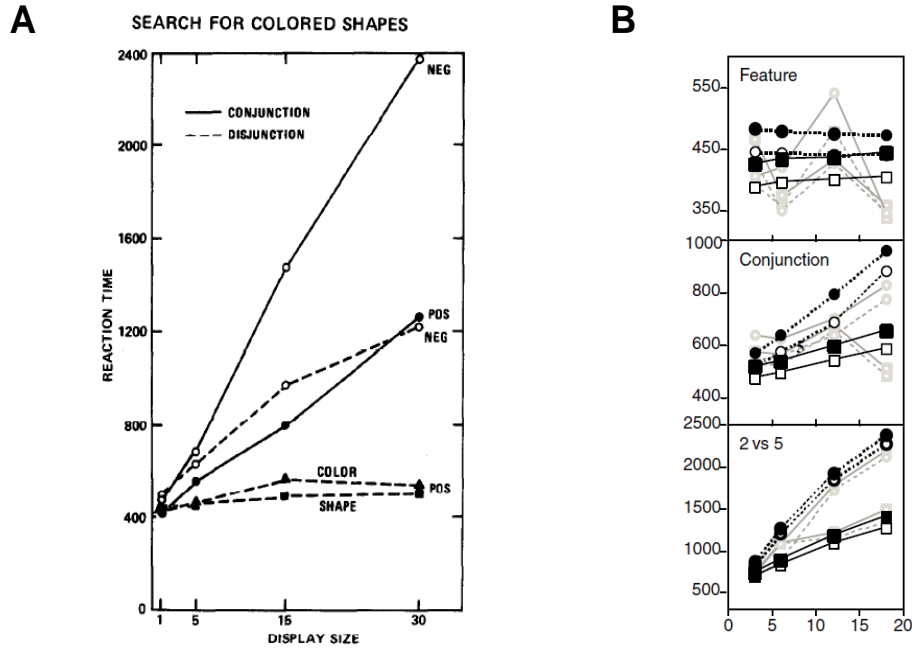 A
SEARCH FOR COLORED SHAPES
2400
2000
1600
1200
800
400
0
REACTION TIME
CONJUNCTION
DISJUNCTION
NEG
POS
NEG
COLOR
SHAPE
POS
1
5
15
30
DISPLAY SIZE
B
Feature
550
450
350
1000
Conjunction
800
600
400
2500
2 vs 5
2000
1500
1000
500
0
5
10
15
20